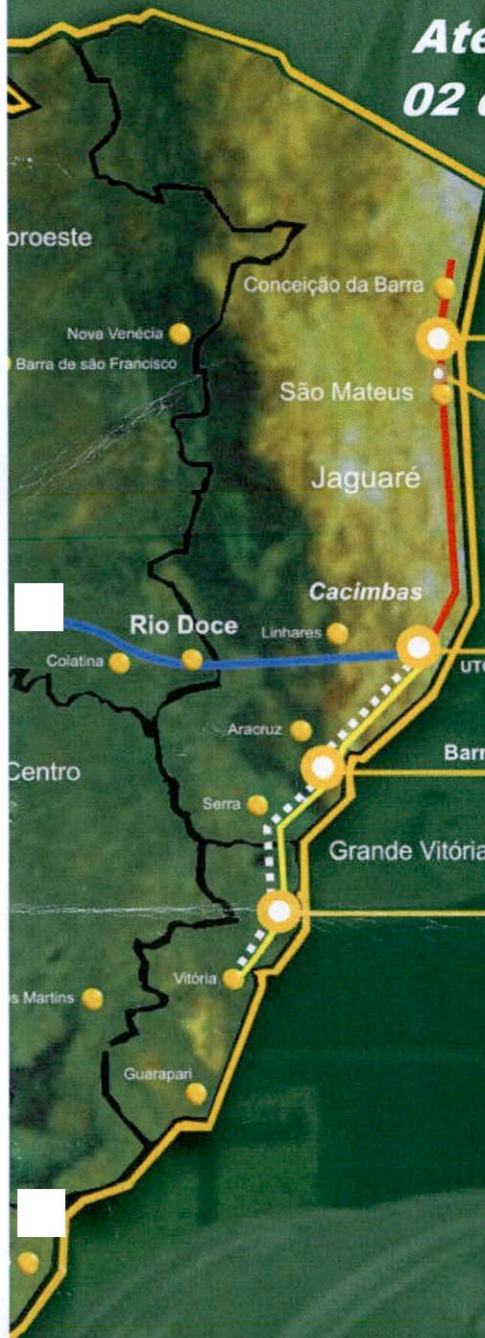 Ate
02
oroeste
Conceição da Barra
Nova Venécia
Barra de são Francisco
São Mateus
Jaguaré
Cacimbas
Rio Doce
Linhares
Colatina
UTG
Aracruz
Barr
Centro
Serra
Grande Vitória
Vitória
s Martins
Guarapari